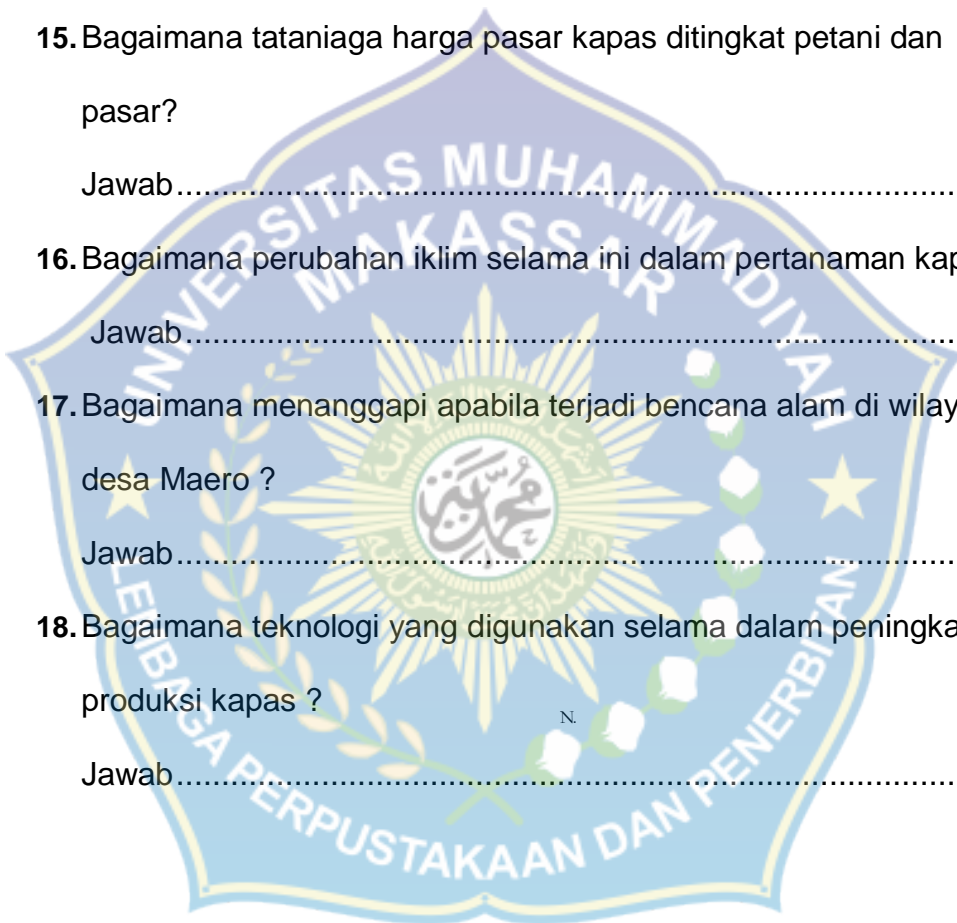 15. Bagaimana tataniaga harga pasar kapas ditingkat petani dan
pasar?
Jawab..........................................................................................
16. Bagaimana perubahan iklim selama ini dalam pertanaman kap
Jawab..........................................................................................
17. Bagaimana menanggapi apabila terjadi bencana alam di wilay
desa Maero ?
Jawab..........................................................................................
18. Bagaimana teknologi yang digunakan selama dalam peningka
produksi kapas ?
N.
Jawab..........................................................................................
UNIVERSITAS MUHAMMADIYAH
MAKASSAR
محمد
LEMBAGA PERPUSTAKAAN DAN PENERBITAN